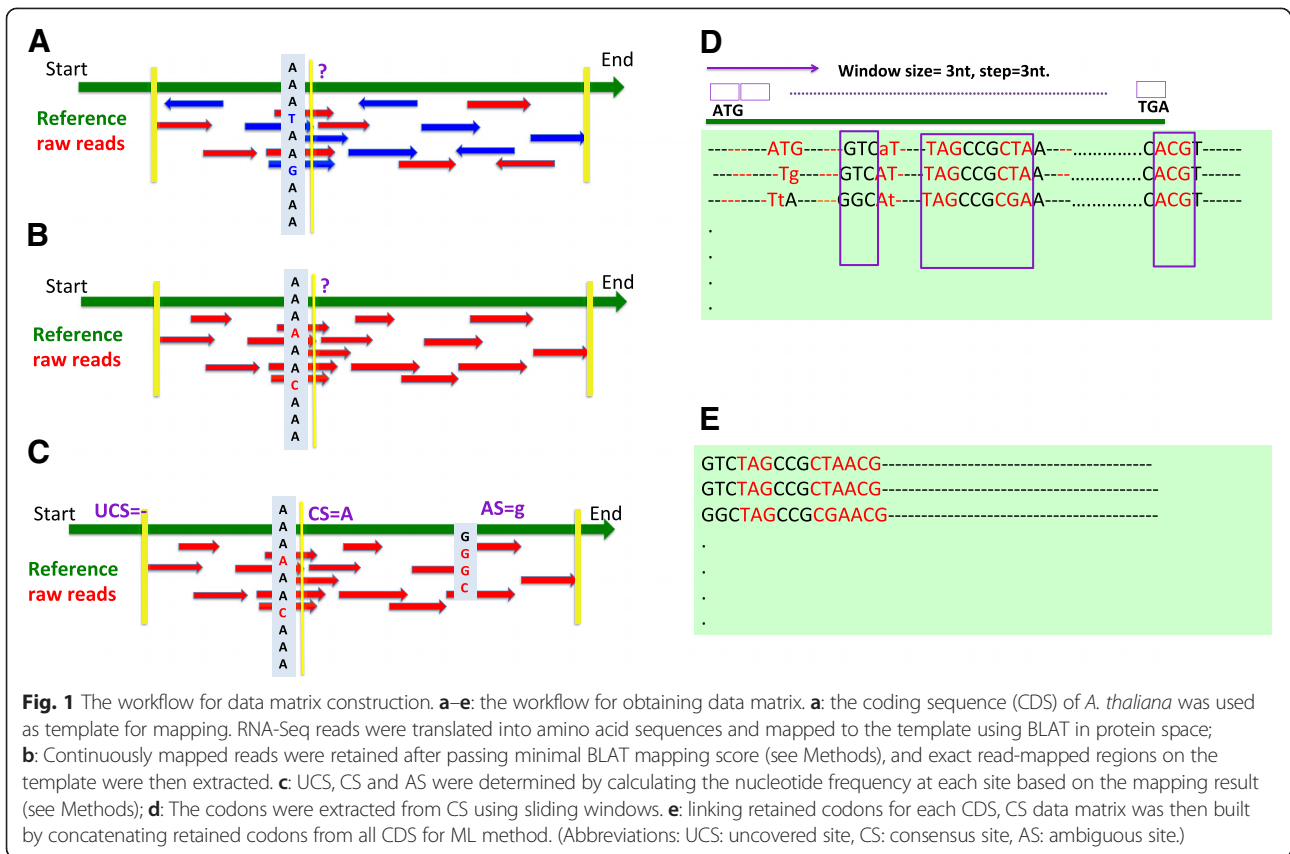 A
Start
End
?
Reference
raw reads
A
A
A
T
A
A
G
A
A
A
B
Start
End
?
Reference
raw reads
A
A
A
A
A
A
C
A
A
A
C
UCS=-
CS=A
AS=g
Start
End
Reference
raw reads
A
A
A
A
A
A
C
A
A
A
G
G
G
C
D
Window size= 3nt, step=3nt.
ATG
TGA
-------ATG------GTCaT----TAGCCGCTAA----..............CACGT------
-------Tg------GTCAT----TAGCCGCTAA----..............CACGT------
-------TtA------GGCAt----TAGCCGCGAA----..............CACGT------
.
.
.
.
E
GTCTAGCCGCTAACG------------------------------------
GTCTAGCCGCTAACG------------------------------------
GGCTAGCCGCGAACG------------------------------------
.
.
.
.
Fig. 1 The workflow for data matrix construction. a–e: the workflow for obtaining data matrix. a: the coding sequence (CDS) of A. thaliana was used
as template for mapping. RNA-Seq reads were translated into amino acid sequences and mapped to the template using BLAT in protein space;
b: Continuously mapped reads were retained after passing minimal BLAT mapping score (see Methods), and exact read-mapped regions on the
template were then extracted. c: UCS, CS and AS were determined by calculating the nucleotide frequency at each site based on the mapping result
(see Methods); d: The codons were extracted from CS using sliding windows. e: linking retained codons for each CDS, CS data matrix was then built
by concatenating retained codons from all CDS for ML method. (Abbreviations: UCS: uncovered site, CS: consensus site, AS: ambiguous site.)